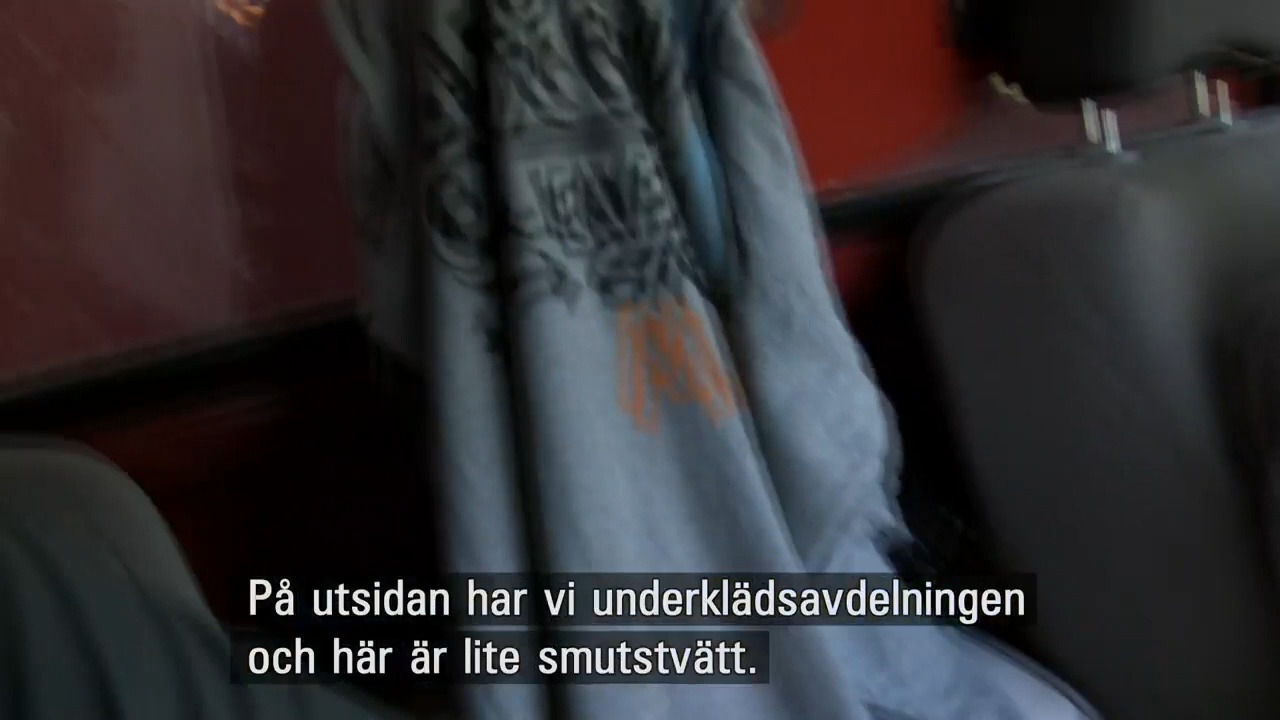 På utsidan har vi underklädsavdelningen
och här är lite smutstvätt.